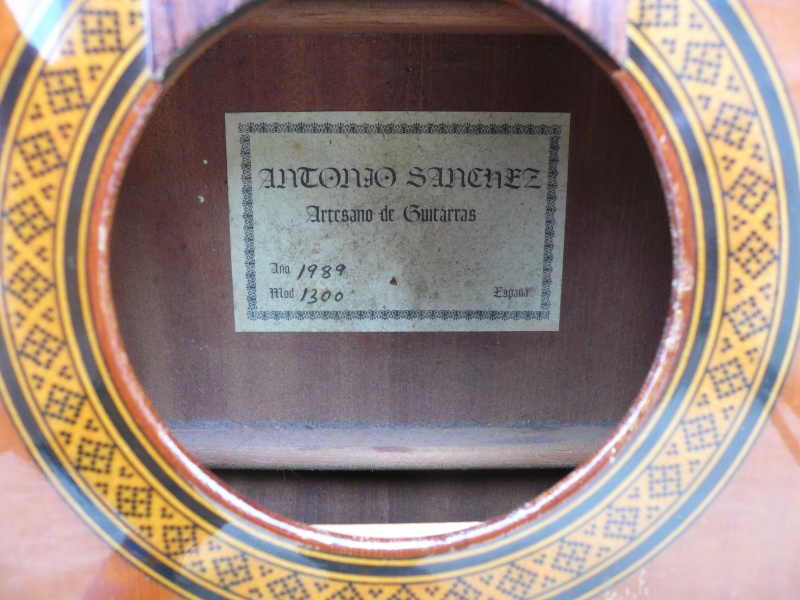 ANTONIO SANCHEZ
Artesano de Guitarras
Año 1989
Mod 1300 España